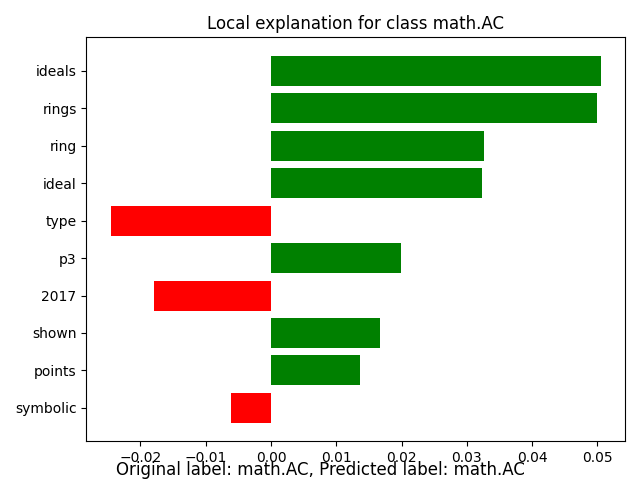 Local explanation for class math.AC
ideals
rings
ring
ideal
type
p3
2017
shown
points
symbolic
−0.02 −0.01 0.00 0.01 0.02 0.03 0.04 0.05
Original label: math.AC, Predicted label: math.AC